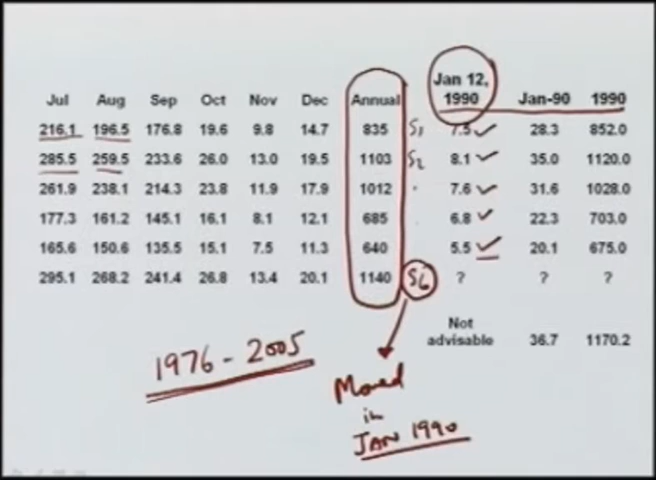 Jan 12,
Jul Aug Sep Oct Nov Dec Annual 1990 Jan-90 1990
216.1 196.5 176.8 19.6 9.8 14.7 835 S1 7.5 28.3 852.0
285.5 259.5 233.6 26.0 13.0 19.5 1103 S2 8.1 35.0 1120.0
261.9 238.1 214.3 23.8 11.9 17.9 1012 7.6 31.6 1028.0
177.3 161.2 145.1 16.1 8.1 12.1 685 6.8 22.3 703.0
165.6 150.6 135.5 15.1 7.5 11.3 640 5.5 20.1 675.0
295.1 268.2 241.4 26.8 13.4 20.1 1140 S6 ? ? ?
Not
advisable 36.7 1170.2
1976 - 2005
Moved
in
JAN 1990